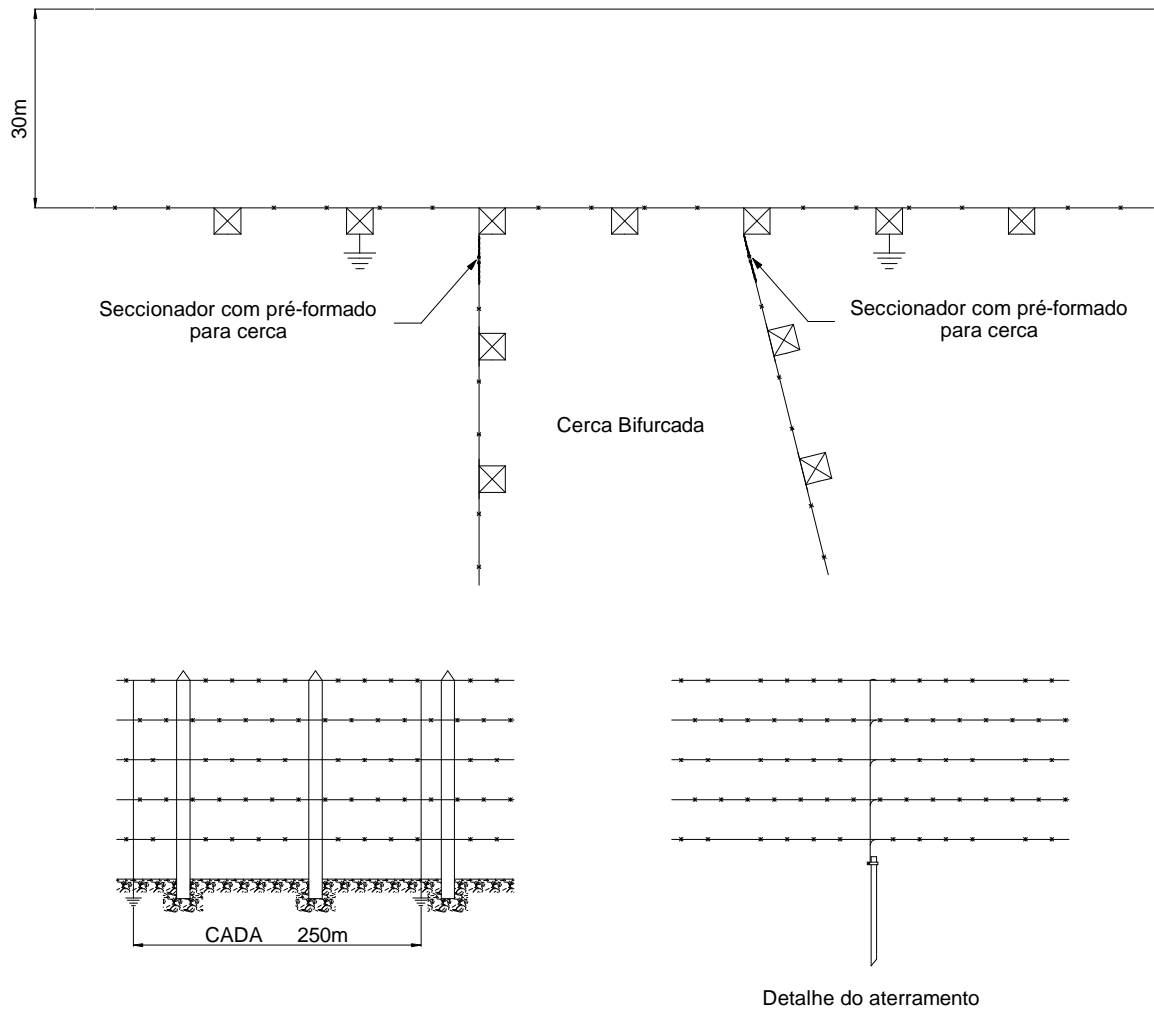 30m
Seccionador com pré-formado
para cerca
Seccionador com pré-formado
para cerca
Cerca Bifurcada
CADA 250m
Detalhe do aterramento